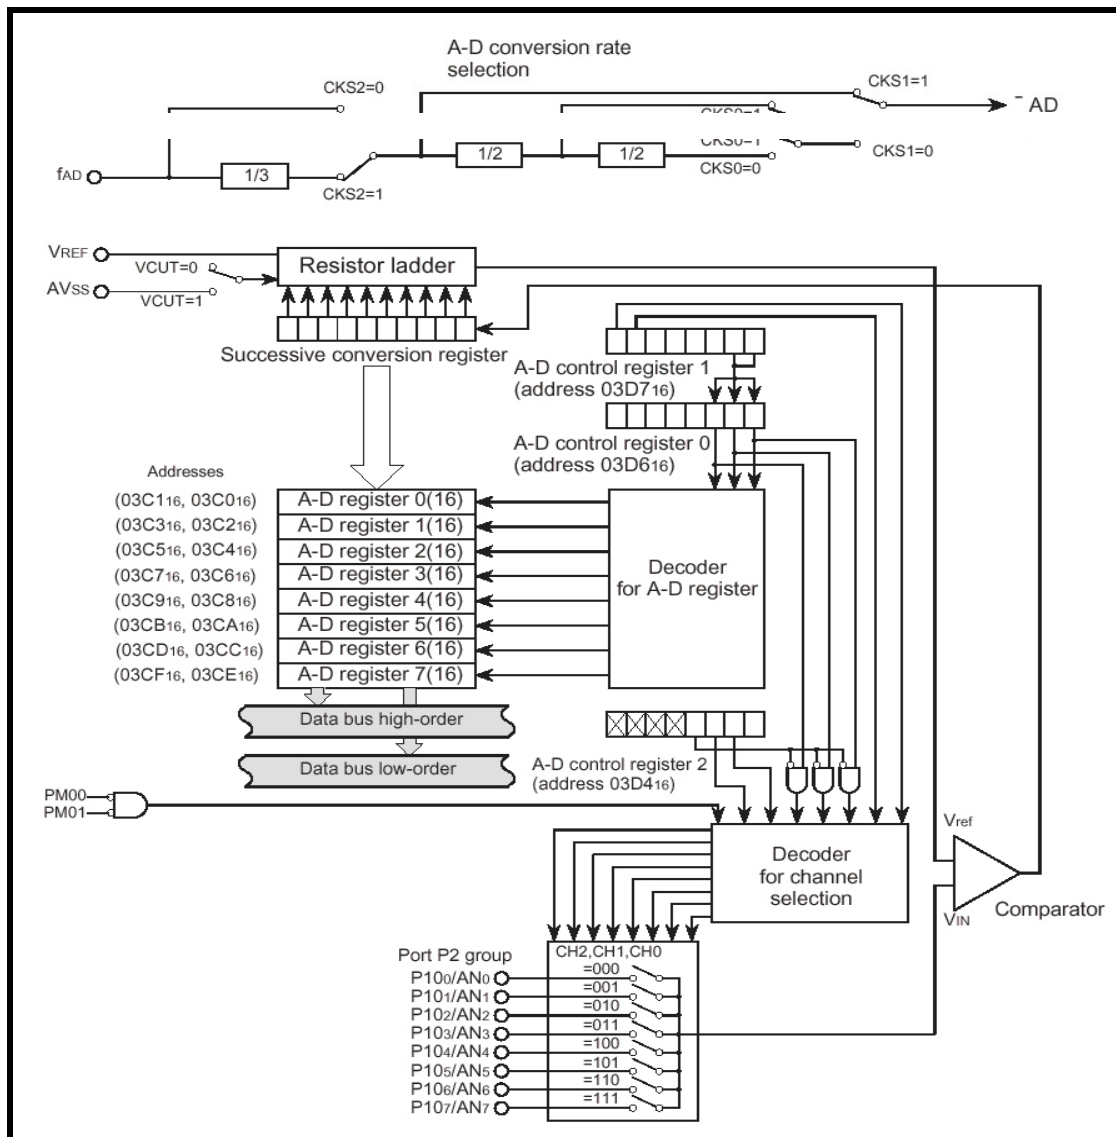 A-D conversion rate
selection
CKS2=0
CKS1=1
CKS0=1
¯ AD
CKS0=1
CKS1=0
fAD
1/3
1/2
1/2
CKS0=0
CKS2=1
VREF
VCUT=0
Resistor ladder
AVSS
VCUT=1
Successive conversion register
A-D control register 1
(address 03D716)
A-D control register 0
(address 03D616)
Addresses
(03C116, 03C016) A-D register 0(16)
(03C316, 03C216) A-D register 1(16)
(03C516, 03C416) A-D register 2(16)
(03C716, 03C616) A-D register 3(16)
(03C916, 03C816) A-D register 4(16)
(03CB16, 03CA16) A-D register 5(16)
(03CD16, 03CC16) A-D register 6(16)
(03CF16, 03CE16) A-D register 7(16)
Decoder
for A-D register
Data bus high-order
Data bus low-order
A-D control register 2
(address 03D416)
PM00
PM01
Decoder
for channel
selection
Vref
VIN
Comparator
Port P2 group
CH2,CH1,CH0
P100/AN0 =000
P101/AN1 =001
P102/AN2 =010
P103/AN3 =011
P104/AN4 =100
P105/AN5 =101
P106/AN6 =110
P107/AN7 =111